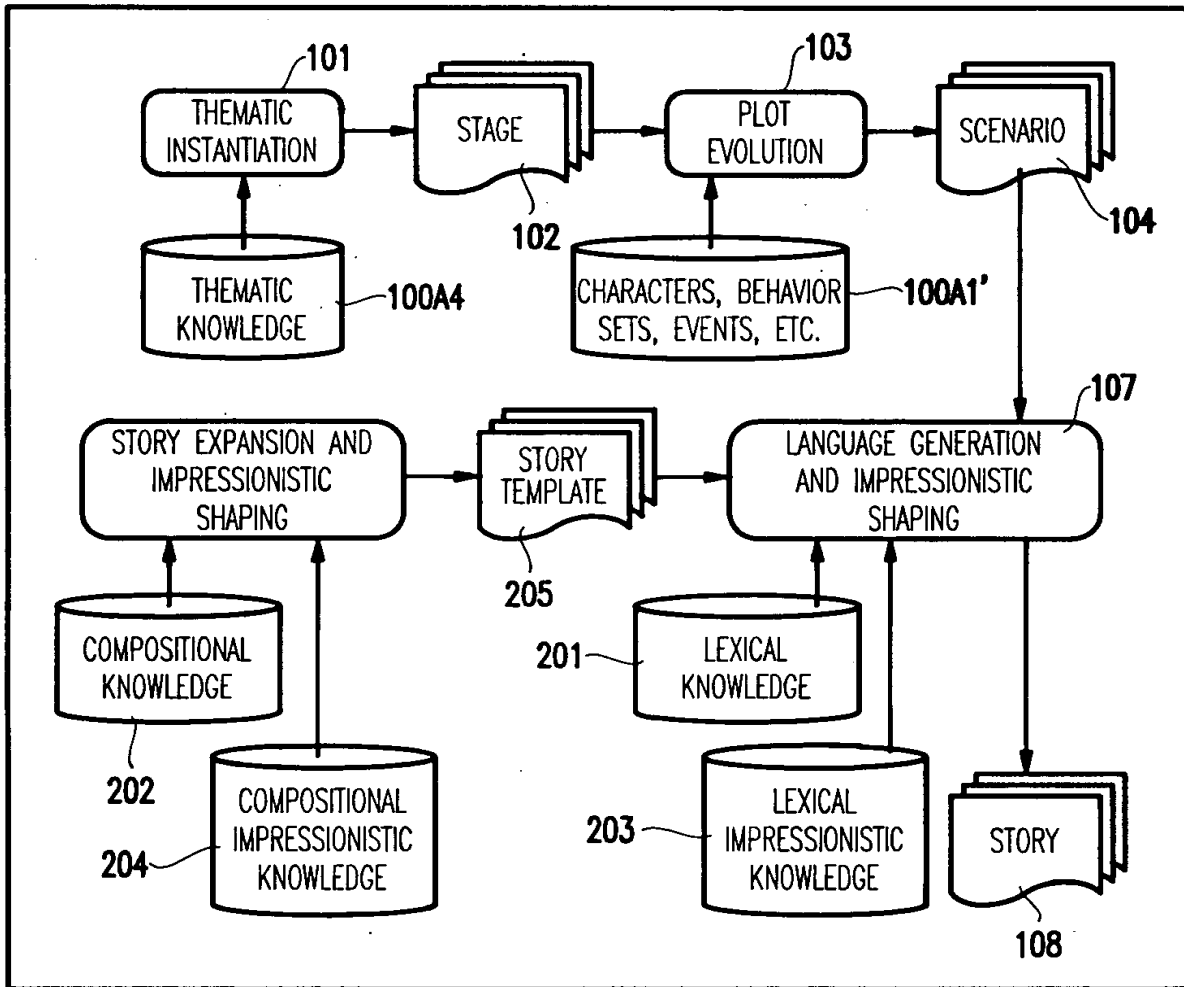 101
THEMATIC
INSTANTIATION
STAGE
102
103
PLOT
EVOLUTION
SCENARIO
104
THEMATIC
KNOWLEDGE
100A4
CHARACTERS, BEHAVIOR
SETS, EVENTS, ETC.
100A1'
STORY EXPANSION AND
IMPRESSIONISTIC
SHAPING
STORY
TEMPLATE
205
107
LANGUAGE GENERATION
AND IMPRESSIONISTIC
SHAPING
COMPOSITIONAL
KNOWLEDGE
202
201
LEXICAL
KNOWLEDGE
COMPOSITIONAL
IMPRESSIONISTIC
KNOWLEDGE
204
LEXICAL
IMPRESSIONISTIC
KNOWLEDGE
203
STORY
108